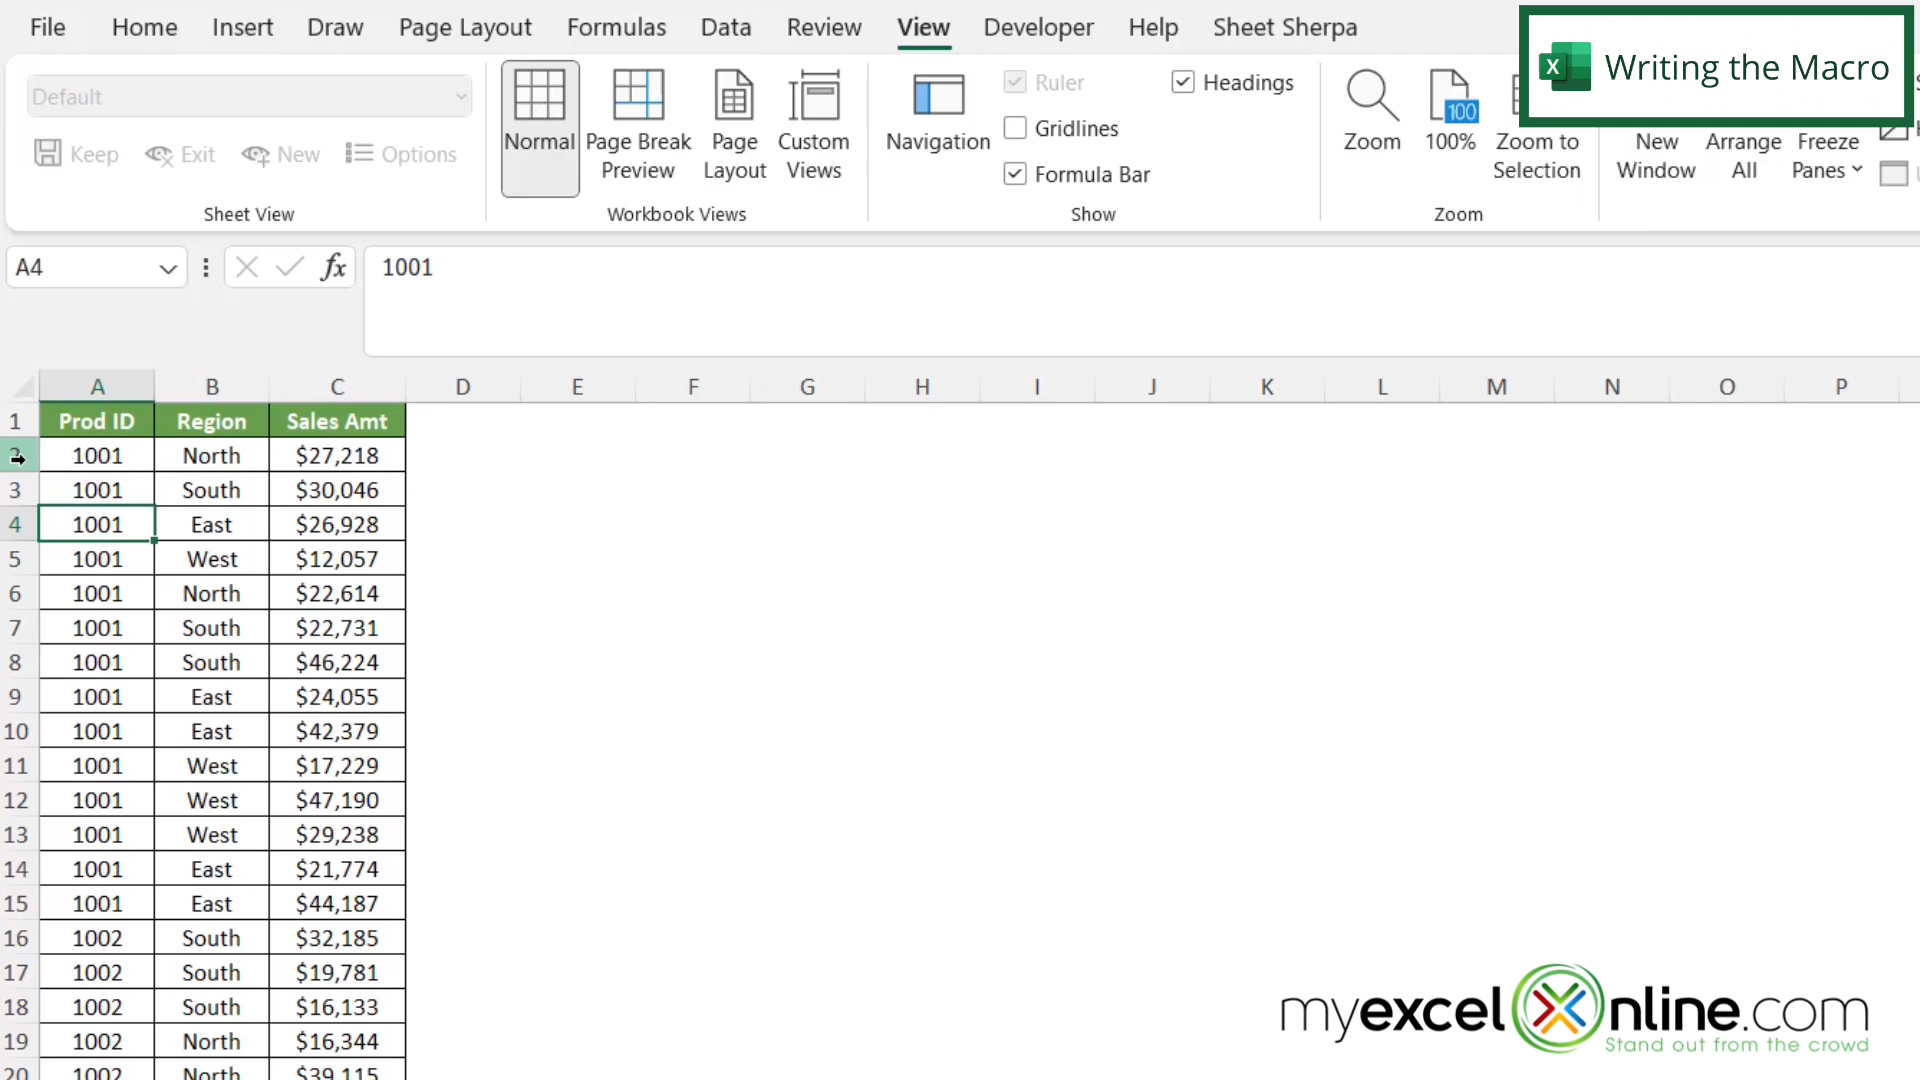 File Home Insert Draw Page Layout Formulas Data Review View Developer Help Sheet Sherpa
Writing the Macro
Default
Keep Exit New Options
Sheet View
Normal Page Break Preview Page Layout Custom Views
Workbook Views
Navigation
Ruler Headings
Gridlines
Formula Bar
Show
Zoom 100% Zoom to Selection
Zoom
New Window Arrange All Freeze Panes
A4 fx 1001
A B C D E F G H I J K L M N O P
1 Prod ID Region Sales Amt
2 1001 North $27,218
3 1001 South $30,046
4 1001 East $26,928
5 1001 West $12,057
6 1001 North $22,614
7 1001 South $22,731
8 1001 South $46,224
9 1001 East $24,055
10 1001 East $42,379
11 1001 West $17,229
12 1001 West $47,190
13 1001 West $29,238
14 1001 East $21,774
15 1001 East $44,187
16 1002 South $32,185
17 1002 South $19,781
18 1002 South $16,133
19 1002 North $16,344
20 1002 North $39,115
myexcelonline.com
Stand out from the crowd